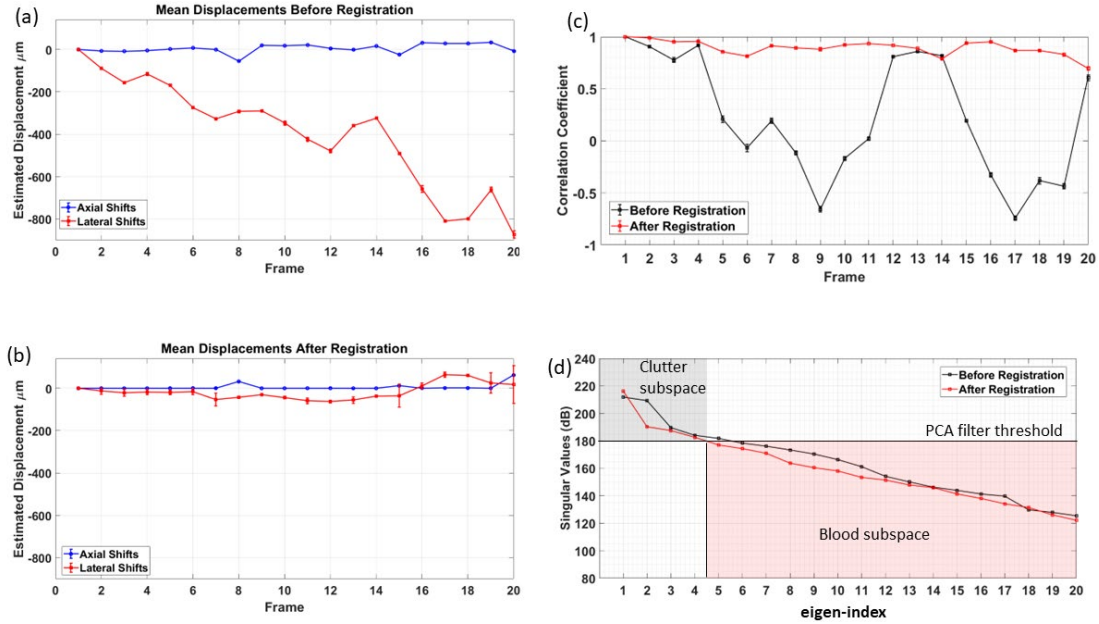 (a)
Mean Displacements Before Registration
Estimated Displacement μm
0
-200
-400
-600
-800
Axial Shifts
Lateral Shifts
0 2 4 6 8 10 12 14 16 18 20
Frame
(c)
Correlation Coefficient
1
0.5
0
-0.5
-1
Before Registration
After Registration
1 2 3 4 5 6 7 8 9 10 11 12 13 14 15 16 17 18 19 20
Frame
(b)
Mean Displacements After Registration
Estimated Displacement μm
0
-200
-400
-600
-800
Axial Shifts
Lateral Shifts
0 2 4 6 8 10 12 14 16 18 20
Frame
(d)
Singular Values (dB)
240
220
200
180
160
140
120
100
80
Clutter
subspace
Before Registration
After Registration
PCA filter threshold
Blood subspace
1 2 3 4 5 6 7 8 9 10 11 12 13 14 15 16 17 18 19 20
eigen-index